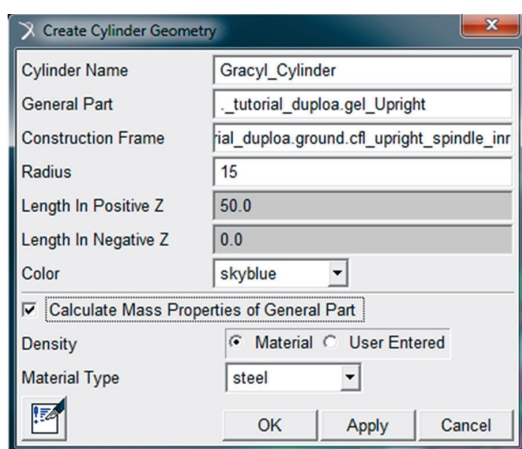 Create Cylinder Geometry
Cylinder Name Gracyl_Cylinder
General Part ._tutorial_duploa.gel_Upright
Construction Frame rial_duploa.ground.cfl_upright_spindle_inr
Radius 15
Length In Positive Z 50.0
Length In Negative Z 0.0
Color skyblue
Calculate Mass Properties of General Part
Density Material User Entered
Material Type steel
OK Apply Cancel